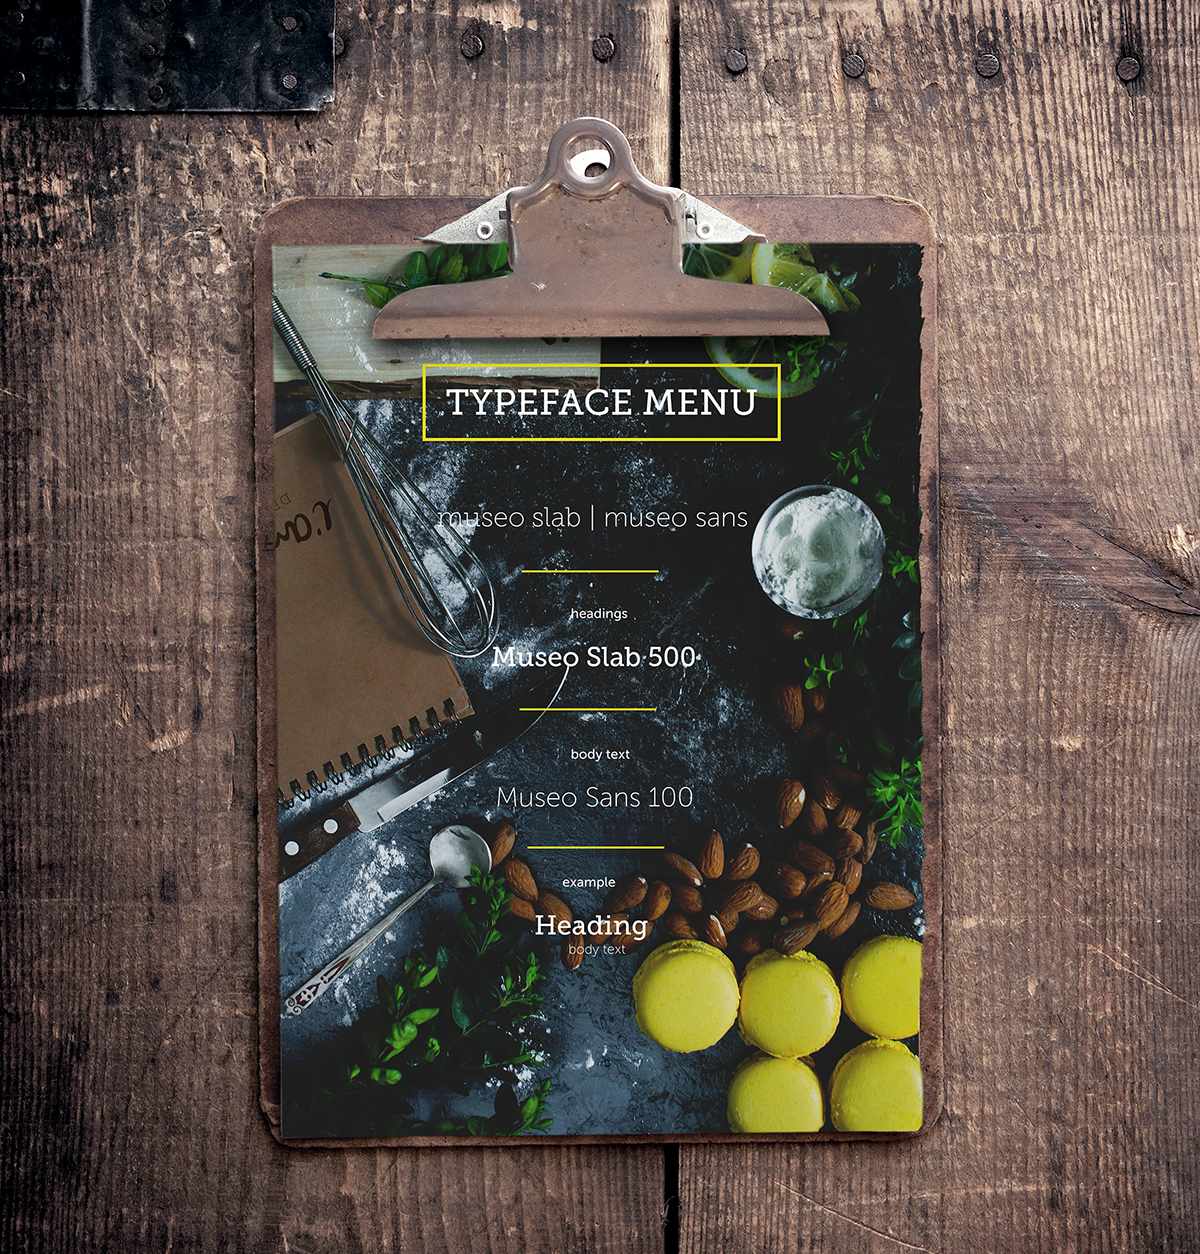 TYPEFACE MENU
museo slab | museo sans
headings
Museo Slab 500
body text
Museo Sans 100
example
Heading
body text